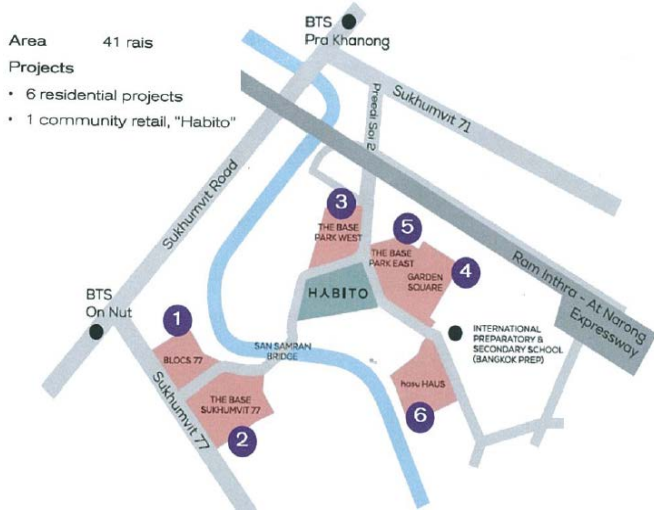 Area 41 rais
Projects
• 6 residential projects
• 1 community retail, "Habito"
BTS
Pra Khanong
Sukhumvit 71
Preedi Soi 2
Sukhumvit Road
Ram Inthra - At Narong
Expressway
3
THE BASE
PARK WEST
5
THE BASE
PARK EAST
4
GARDEN
SQUARE
HABITO
BTS
On Nut
1
BLOCS 77
SAN SAMRAN
BRIDGE
INTERNATIONAL
PREPARATORY &
SECONDARY SCHOOL
(BANGKOK PREP)
THE BASE
SUKHUMVIT 77
2
Sukhumvit 77
hasu HAUS
6